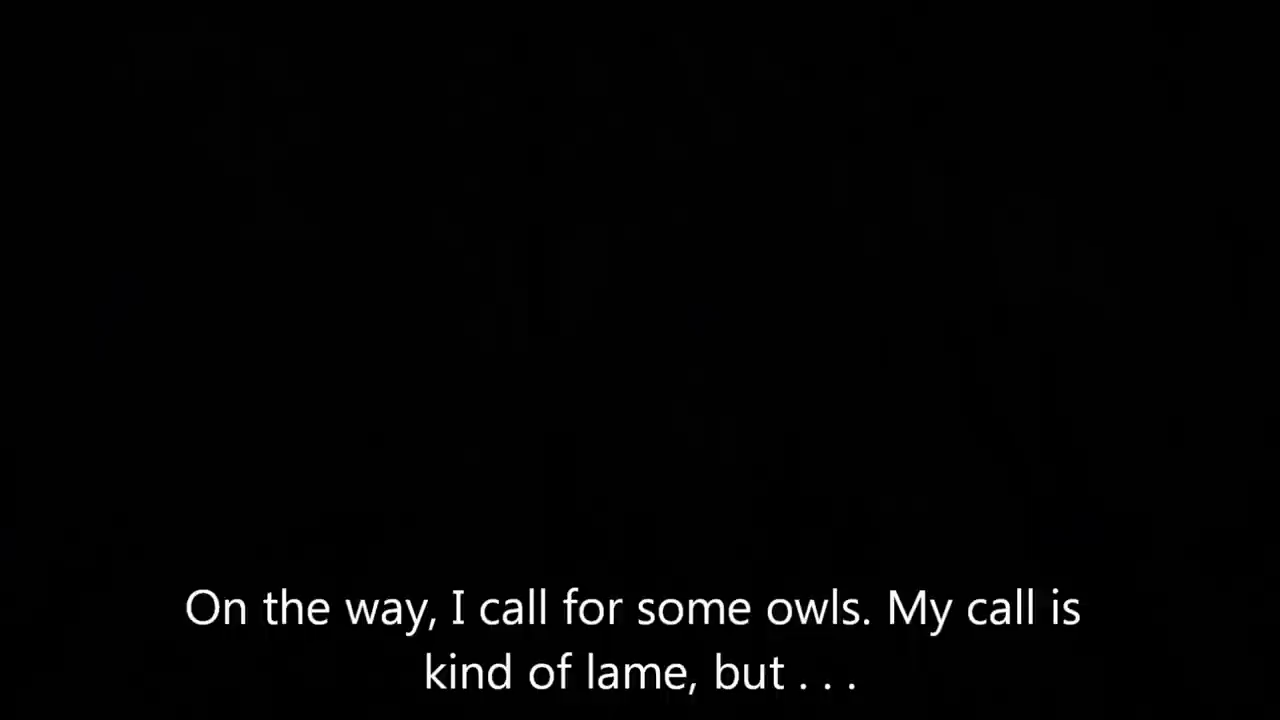 On the way, I call for some owls. My call is
kind of lame, but . . .